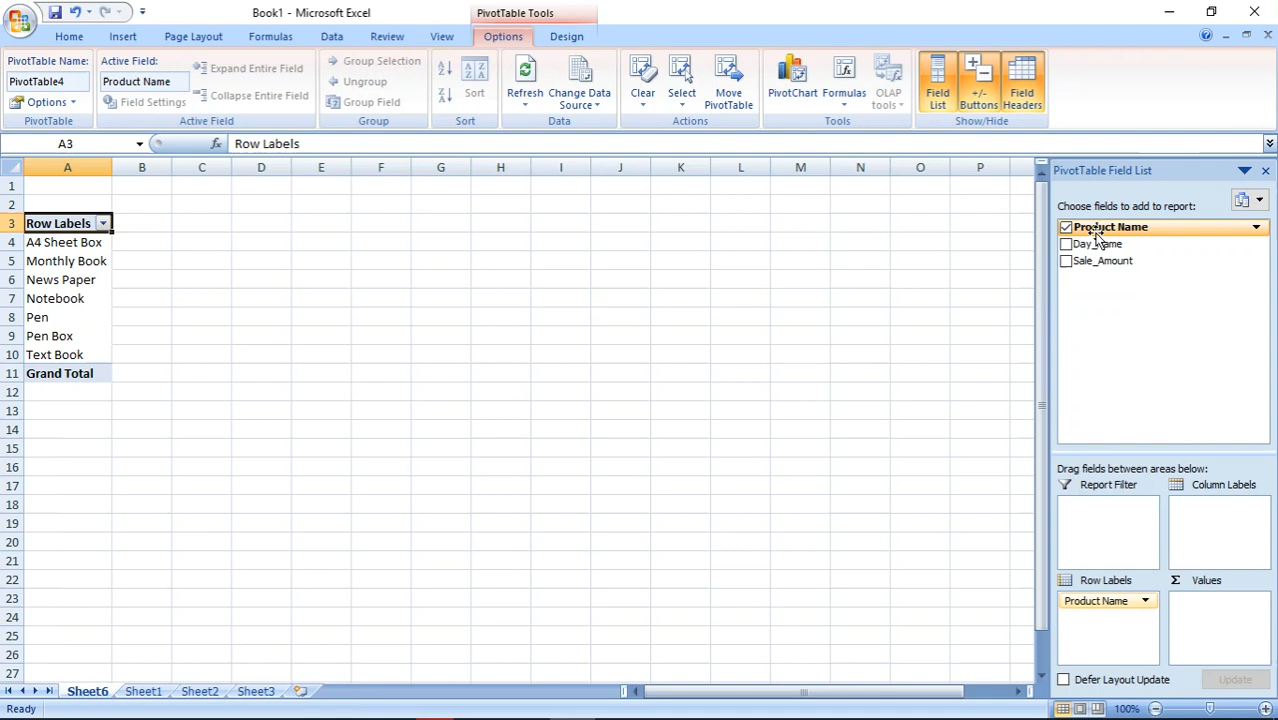 Book1 - Microsoft Excel
PivotTable Tools
Home Insert Page Layout Formulas Data Review View Options Design
PivotTable Name:
PivotTable4
Options
PivotTable
Active Field:
Product Name
Field Settings
Expand Entire Field
Collapse Entire Field
Active Field
Group Selection
Ungroup
Group Field
Group
Sort
Sort
Refresh
Change Data
Source
Data
Clear
Select
Move
PivotTable
Actions
PivotChart
Formulas
OLAP
tools
Tools
Field
List
+/-
Buttons
Field
Headers
Show/Hide
A3
fx
Row Labels
A B C D E F G H I J K L M N O P
1
2
3 Row Labels
4 A4 Sheet Box
5 Monthly Book
6 News Paper
7 Notebook
8 Pen
9 Pen Box
10 Text Book
11 Grand Total
12
13
14
15
16
17
18
19
20
21
22
23
24
25
26
27
PivotTable Field List
Choose fields to add to report:
Product Name
Day_Name
Sale_Amount
Drag fields between areas below:
Report Filter
Column Labels
Row Labels
Σ Values
Product Name
Defer Layout Update
Update
Sheet6 Sheet1 Sheet2 Sheet3
Ready
100%